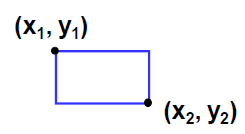 (x₁, y₁)
(x₂, y₂)